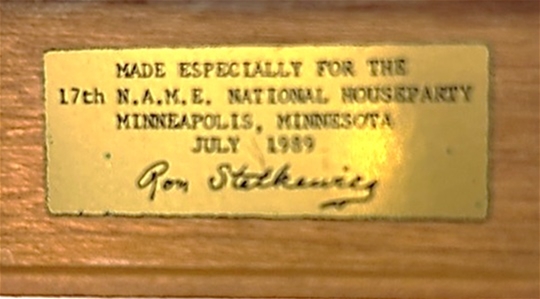 MADE ESPECIALLY FOR THE
17th N.A.M.E. NATIONAL HOUSEPARTY
MINNEAPOLIS, MINNESOTA
JULY 1989
Ron Stetkewicz